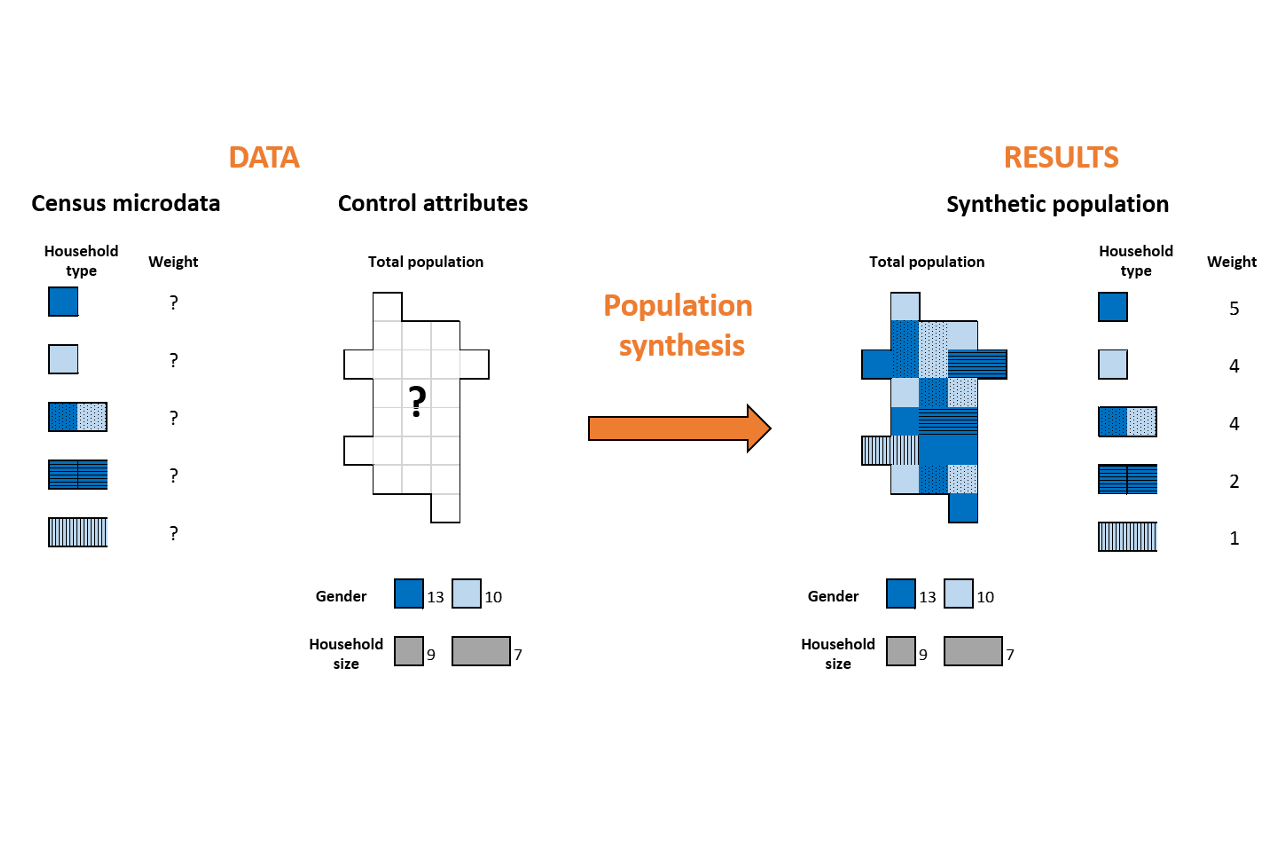 DATA
RESULTS
Census microdata
Control attributes
Synthetic population
Household
type
Weight
?
?
?
?
?
Total population
?
Gender
13
10
Household
size
9
7
Population
synthesis
Total population
Gender
13
10
Household
size
9
7
Household
type
Weight
5
4
4
2
1